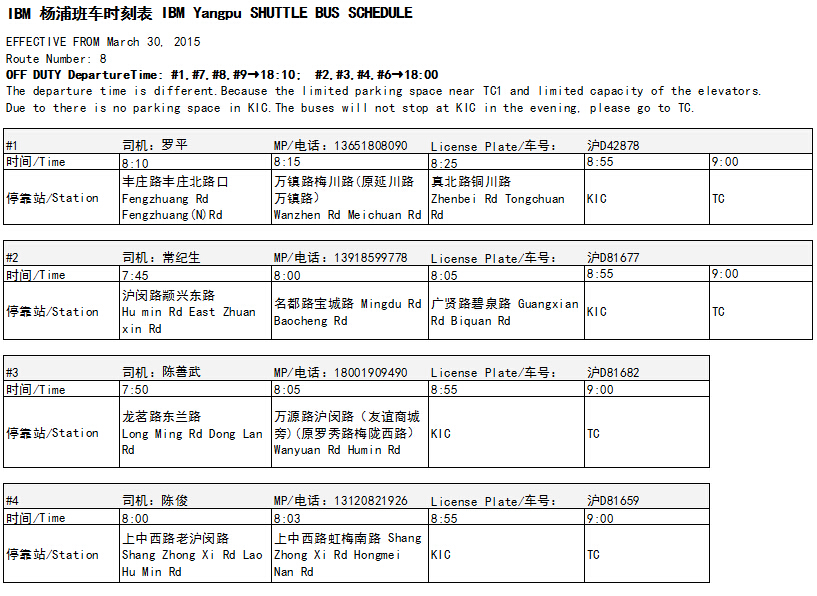 IBM 杨浦班车时刻表 IBM Yangpu SHUTTLE BUS SCHEDULE
EFFECTIVE FROM March 30, 2015
Route Number: 8
OFF DUTY DepartureTime: #1,#7,#8,#9→18:10; #2,#3,#4,#6→18:00
The departure time is different.Because the limited parking space near TC1 and limited capacity of the elevators.
Due to there is no parking space in KIC.The buses will not stop at KIC in the evening, please go to TC.
#1 司机：罗平 MP/电话：13651808090 License Plate/车号： 沪D42878
时间/Time 8:10 8:15 8:25 8:55 9:00
停靠站/Station
丰庄路丰庄北路口
Fengzhuang Rd
Fengzhuang(N)Rd
万镇路梅川路(原延川路
万镇路）
Wanzhen Rd Meichuan Rd
真北路铜川路
Zhenbei Rd Tongchuan
Rd
KIC
TC
#2 司机：常纪生 MP/电话：13918599778 License Plate/车号： 沪D81677
时间/Time 7:45 8:00 8:05 8:55 9:00
停靠站/Station
沪闵路颛兴东路
Hu min Rd East Zhuan
xin Rd
名都路宝城路 Mingdu Rd
Baocheng Rd
广贤路碧泉路 Guangxian
Rd Biquan Rd
KIC
TC
#3 司机：陈善武 MP/电话：18001909490 License Plate/车号： 沪D81682
时间/Time 7:50 8:05 8:55 9:00
停靠站/Station
龙茗路东兰路
Long Ming Rd Dong Lan
Rd
万源路沪闵路（友谊商城
旁)(原罗秀路梅陇西路）
Wanyuan Rd Humin Rd
KIC
TC
#4 司机：陈俊 MP/电话：13120821926 License Plate/车号： 沪D81659
时间/Time 8:00 8:03 8:55 9:00
停靠站/Station
上中西路老沪闵路
Shang Zhong Xi Rd Lao
Hu Min Rd
上中西路虹梅南路 Shang
Zhong Xi Rd Hongmei
Nan Rd
KIC
TC